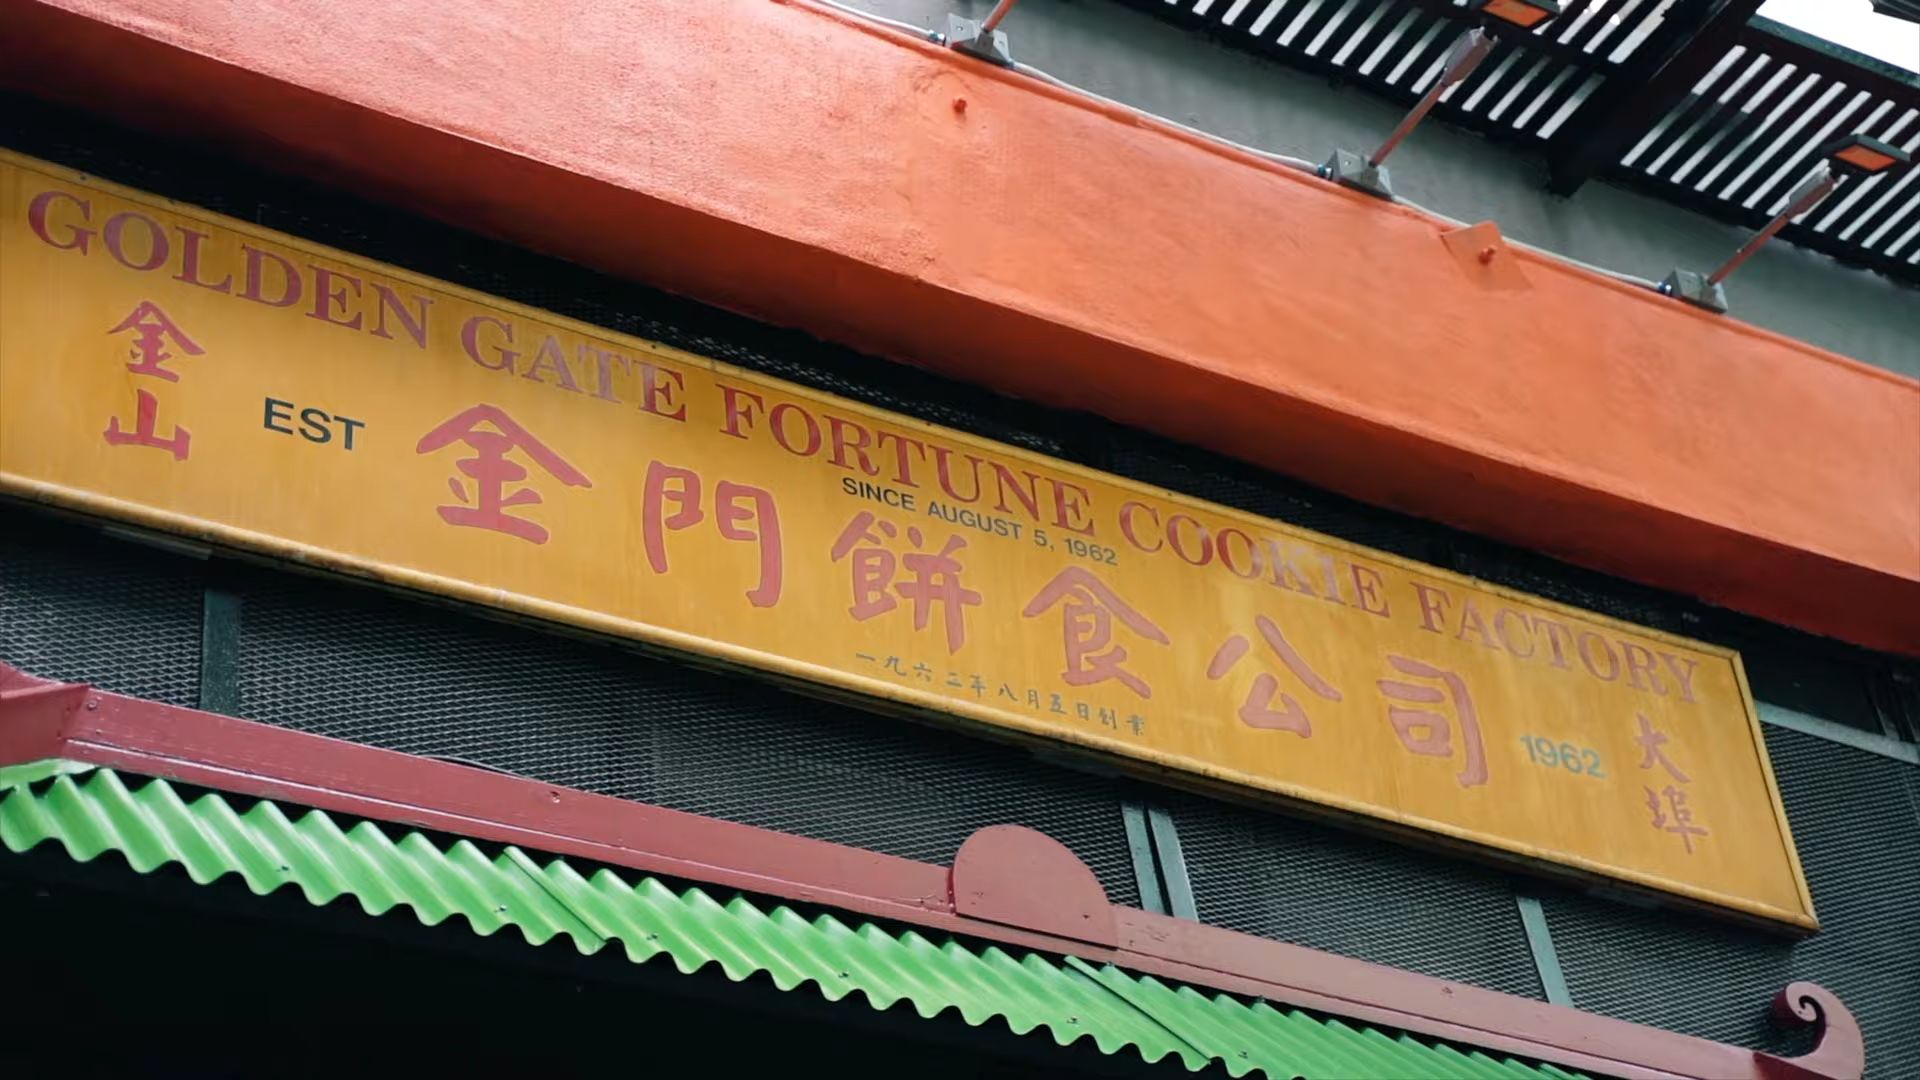 GOLDEN GATE FORTUNE COOKIE FACTORY
金山
EST
SINCE AUGUST 5, 1962
金門餅食公司
一九六二年八月五日創業
1962
大埠